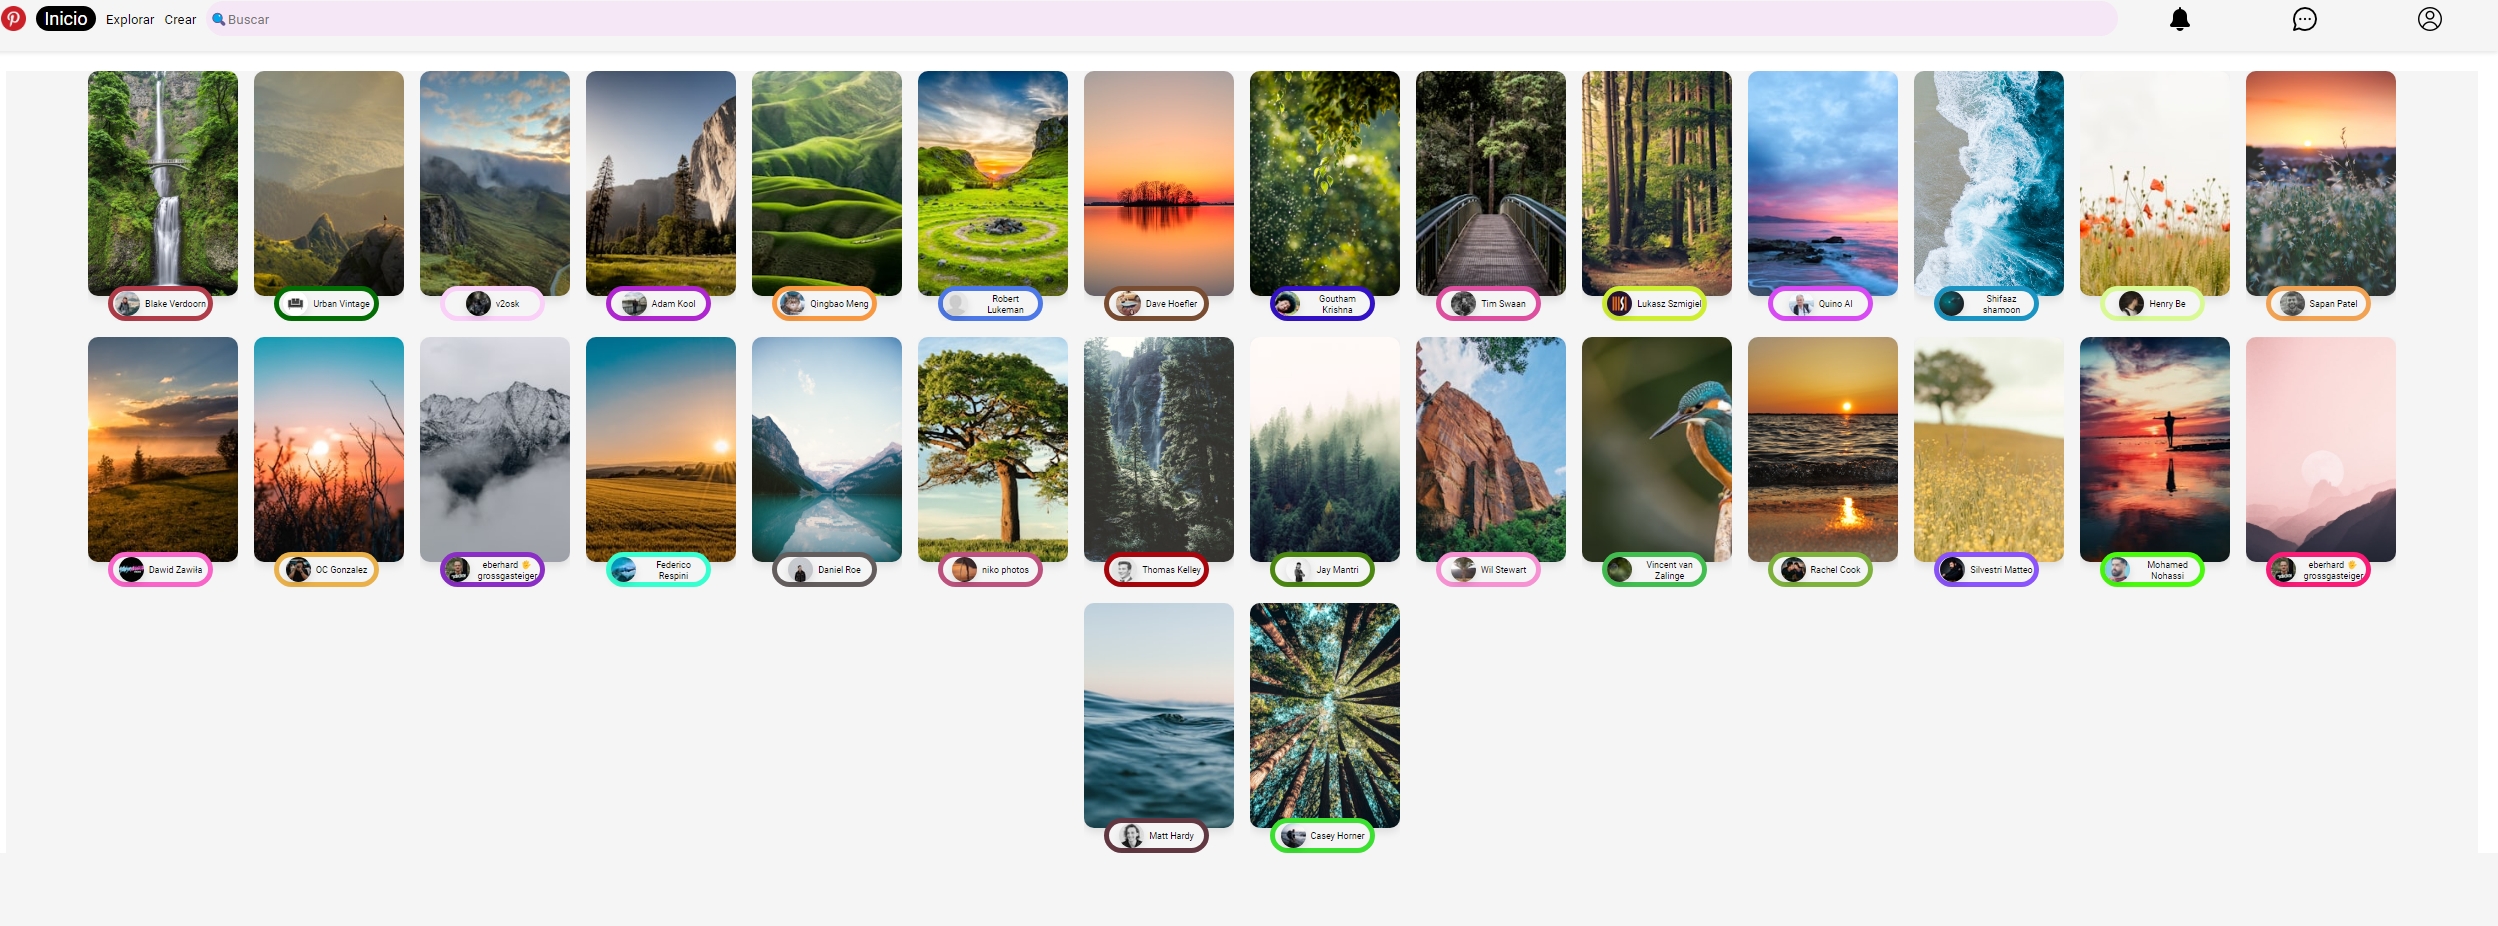 Inicio
Explorar
Crear
🔍Buscar
Blake Verdoorn
Urban Vintage
v2osk
Adam Kool
Qingbao Meng
Robert
Lukeman
Dave Hoefler
Goutham
Krishna
Tim Swaan
Lukasz Szmigiel
Quino Al
Shifaaz
shamoon
Henry Be
Sapan Patel
Dawid Zawiła
OC Gonzalez
eberhard 🖐
grossgasteiger
Federico
Respini
Daniel Roe
niko photos
Thomas Kelley
Jay Mantri
Wil Stewart
Vincent van
Zalinge
Rachel Cook
Silvestri Matteo
Mohamed
Nohassi
eberhard 🖐
grossgasteiger
Matt Hardy
Casey Horner